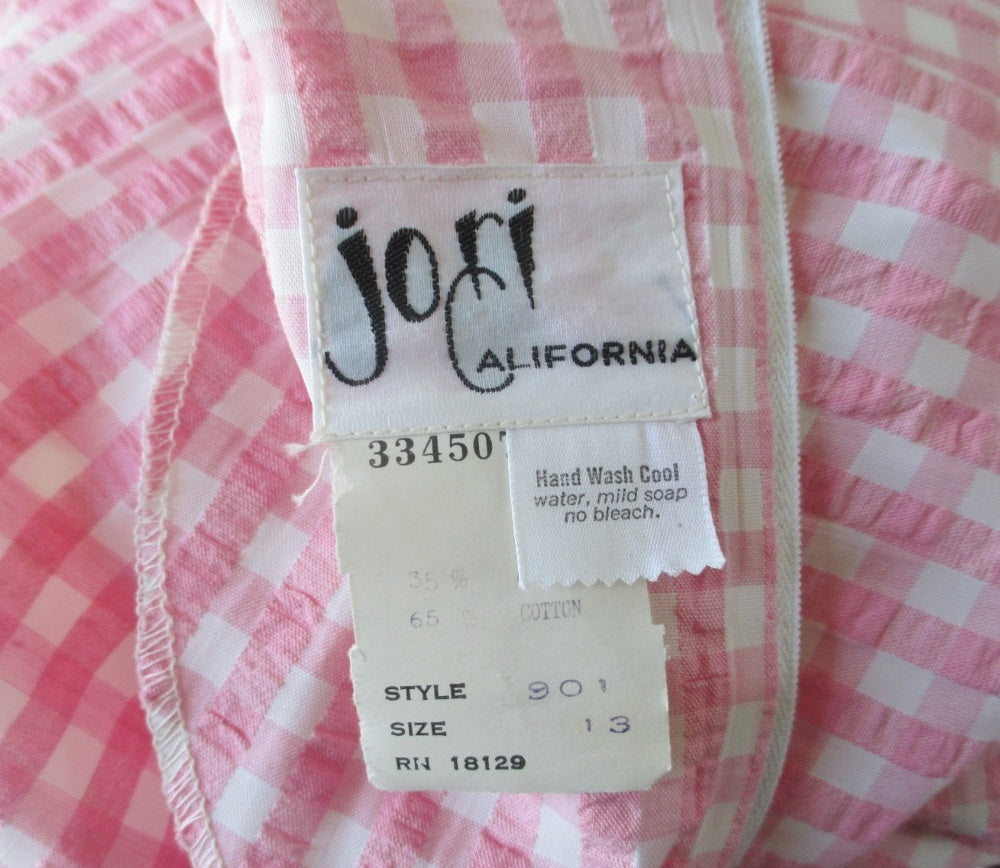 jori
CALIFORNIA
33450
Hand Wash Cool
water, mild soap
no bleach.
35 %
65 % COTTON
STYLE 901
SIZE 13
RN 18129